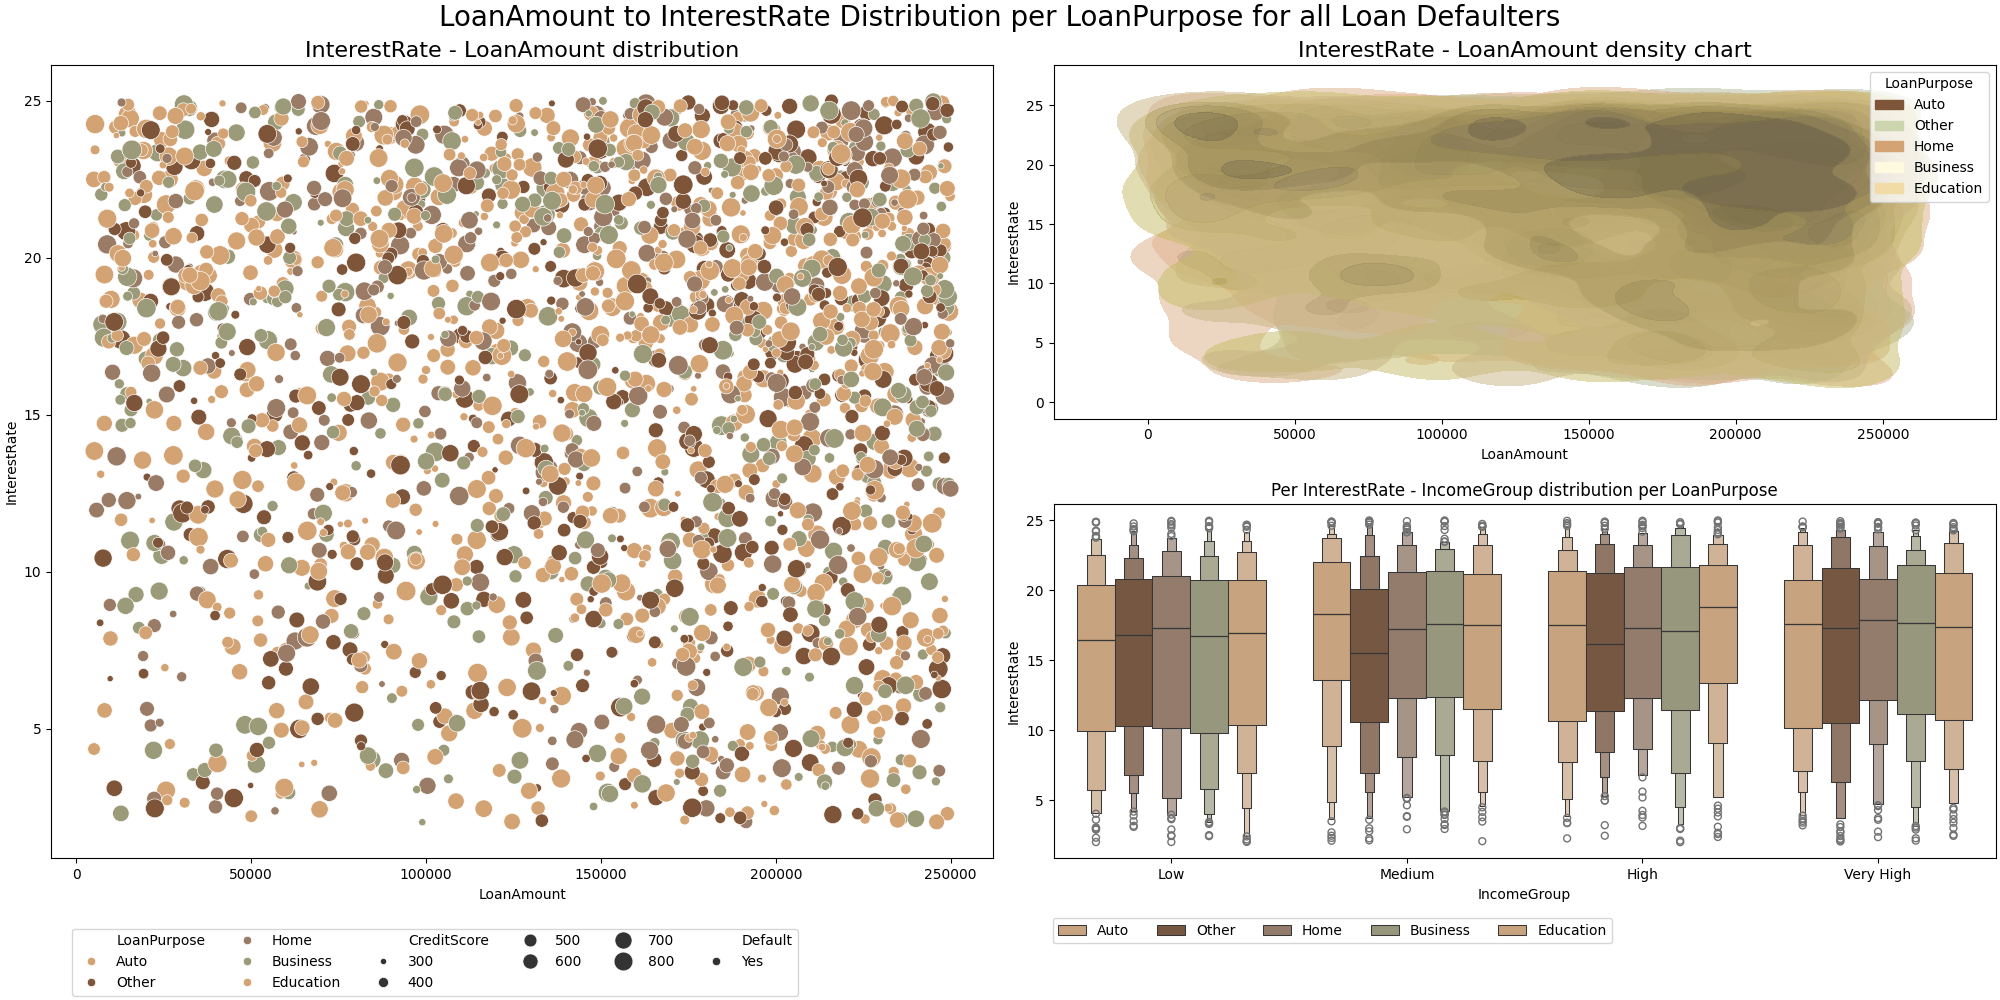 LoanAmount to InterestRate Distribution per LoanPurpose for all Loan Defaulters
InterestRate - LoanAmount distribution
25
20
15
10
5
InterestRate
0
50000
100000
150000
200000
250000
LoanAmount
LoanPurpose
Auto
Other
Home
Business
Education
CreditScore
300
400
500
600
700
800
Default
Yes
InterestRate - LoanAmount density chart
LoanPurpose
Auto
Other
Home
Business
Education
25
20
15
10
5
0
InterestRate
0
50000
100000
150000
200000
250000
LoanAmount
Per InterestRate - IncomeGroup distribution per LoanPurpose
25
20
15
10
5
InterestRate
Low
Medium
High
Very High
IncomeGroup
Auto
Other
Home
Business
Education